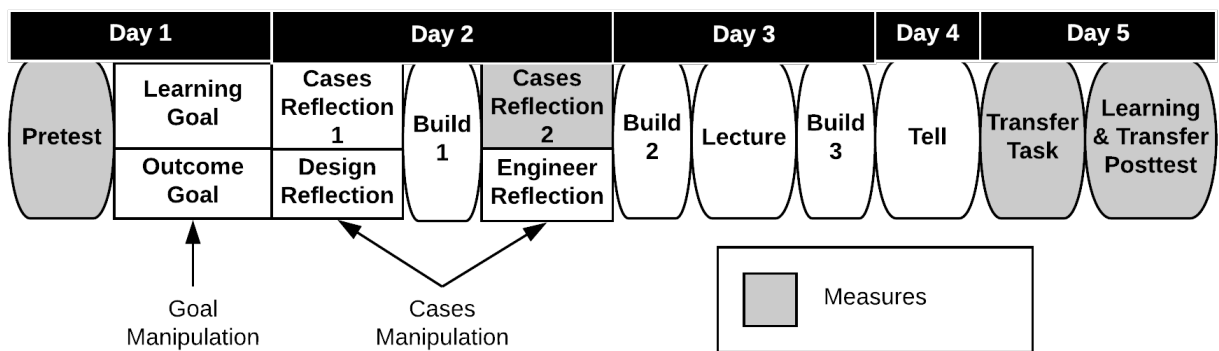 Day 1
Day 2
Day 3
Day 4
Day 5
Pretest
Learning
Goal
Outcome
Goal
Cases
Reflection
1
Design
Reflection
Build
1
Cases
Reflection
2
Engineer
Reflection
Build
2
Lecture
Build
3
Tell
Transfer
Task
Learning
& Transfer
Posttest
Goal
Manipulation
Cases
Manipulation
Measures